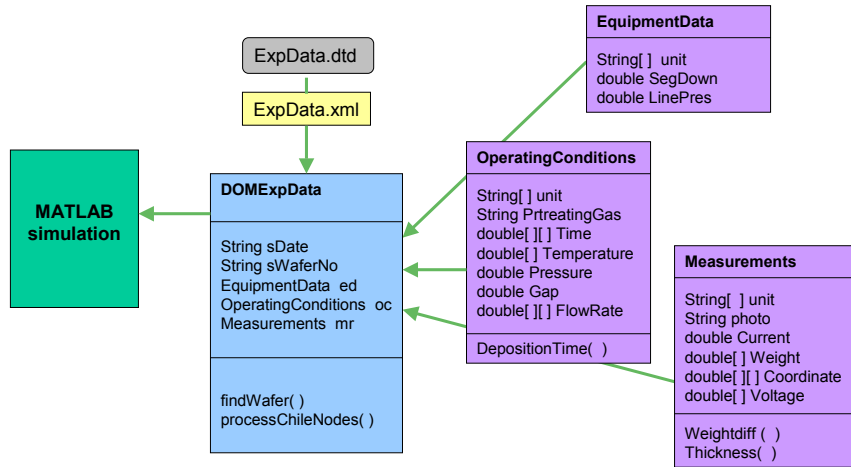 ExpData.dtd
ExpData.xml
MATLAB
simulation
DOMExpData
String sDate
String sWaferNo
EquipmentData ed
OperatingConditions oc
Measurements mr
findWafer( )
processChileNodes( )
EquipmentData
String[ ] unit
double SegDown
double LinePres
OperatingConditions
String[ ] unit
String PrtreatingGas
double[ ][ ] Time
double[ ] Temperature
double Pressure
double Gap
double[ ][ ] FlowRate
DepositionTime( )
Measurements
String[ ] unit
String photo
double Current
double[ ] Weight
double[ ][ ] Coordinate
double[ ] Voltage
Weightdiff ( )
Thickness( )